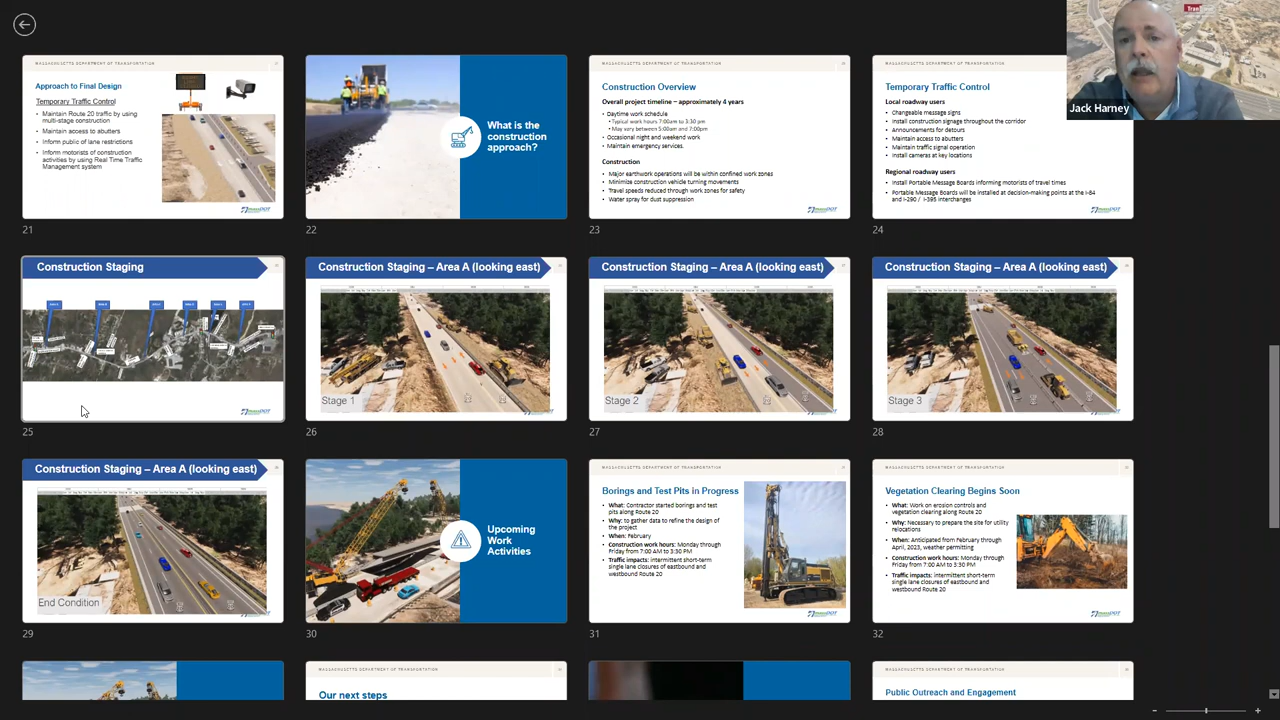 Tran
Jack Harney
MASSACHUSETTS DEPARTMENT OF TRANSPORTATION
Approach to Final Design
Temporary Traffic Control
• Maintain Route 20 traffic by using
multi-stage construction
• Maintain access to abutters
• Inform public of lane restrictions
• Inform motorists of construction
activities by using Real Time Traffic
Management system
massDOT
21
What is the
construction
approach?
22
MASSACHUSETTS DEPARTMENT OF TRANSPORTATION
Construction Overview
Overall project timeline – approximately 4 years
• Daytime work schedule
• Typical work hours 7:00am to 3:30 pm
• May vary between 5:00am and 7:00pm
• Occasional night and weekend work
• Maintain emergency services.
Construction
• Major earthwork operations will be within confined work zones
• Minimize construction vehicle turning movements
• Travel speeds reduced through work zones for safety
• Water spray for dust suppression
massDOT
23
MASSACHUSETTS DEPARTMENT OF TRANSPORTATION
Temporary Traffic Control
Local roadway users
• Changeable message signs
• Install construction signage throughout the corridor
• Announcements for detours
• Maintain access to abutters
• Maintain traffic signal operation
• Install cameras at key locations
Regional roadway users
• Install Portable Message Boards informing motorists of travel times
• Portable Message Boards will be installed at decision-making points at the I-84
and I-290 / I-395 interchanges
massDOT
24
Construction Staging
massDOT
25
Construction Staging – Area A (looking east)
Stage 1
26
Construction Staging – Area A (looking east)
Stage 2
27
Construction Staging – Area A (looking east)
Stage 3
28
Construction Staging – Area A (looking east)
End Condition
29
Upcoming
Work
Activities
30
MASSACHUSETTS DEPARTMENT OF TRANSPORTATION
Borings and Test Pits in Progress
• What: Contractor started borings and test
pits along Route 20
• Why: to gather data to refine the design of
the project
• When: February
• Construction work hours: Monday through
Friday from 7:00 AM to 3:30 PM
• Traffic impacts: intermittent short-term
single lane closures of eastbound and
westbound Route 20
massDOT
31
MASSACHUSETTS DEPARTMENT OF TRANSPORTATION
Vegetation Clearing Begins Soon
• What: Work on erosion controls and
vegetation clearing along Route 20
• Why: Necessary to prepare the site for utility
relocations
• When: Anticipated from February through
April, 2023, weather permitting
• Construction work hours: Monday through
Friday from 7:00 AM to 3:30 PM
• Traffic impacts: intermittent short-term
single lane closures of eastbound and
westbound Route 20
massDOT
32
MASSACHUSETTS DEPARTMENT OF TRANSPORTATION
Our next steps
MASSACHUSETTS DEPARTMENT OF TRANSPORTATION
Public Outreach and Engagement